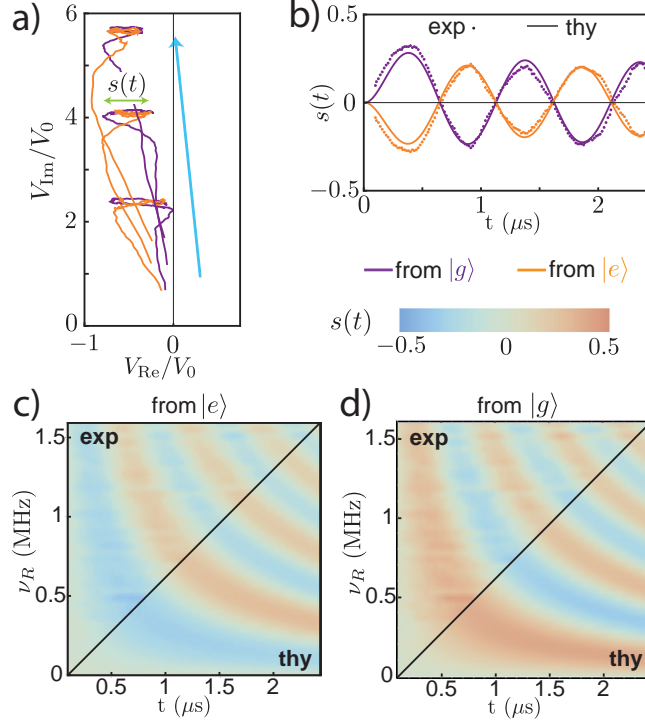 a)
6
4
2
0
−1
0
V_Im/V_0
V_Re/V_0
s(t)
b)
exp · — thy
0.5
0
−0.5
s(t)
0
1
2
t (μs)
from |g⟩
from |e⟩
s(t)
−0.5
0
0.5
c)
from |e⟩
exp
thy
1.5
1
0.5
0
ν_R (MHz)
0.5
1
1.5
2
t (μs)
d)
from |g⟩
exp
thy
1.5
1
0.5
0
ν_R (MHz)
0.5
1
1.5
2
t (μs)